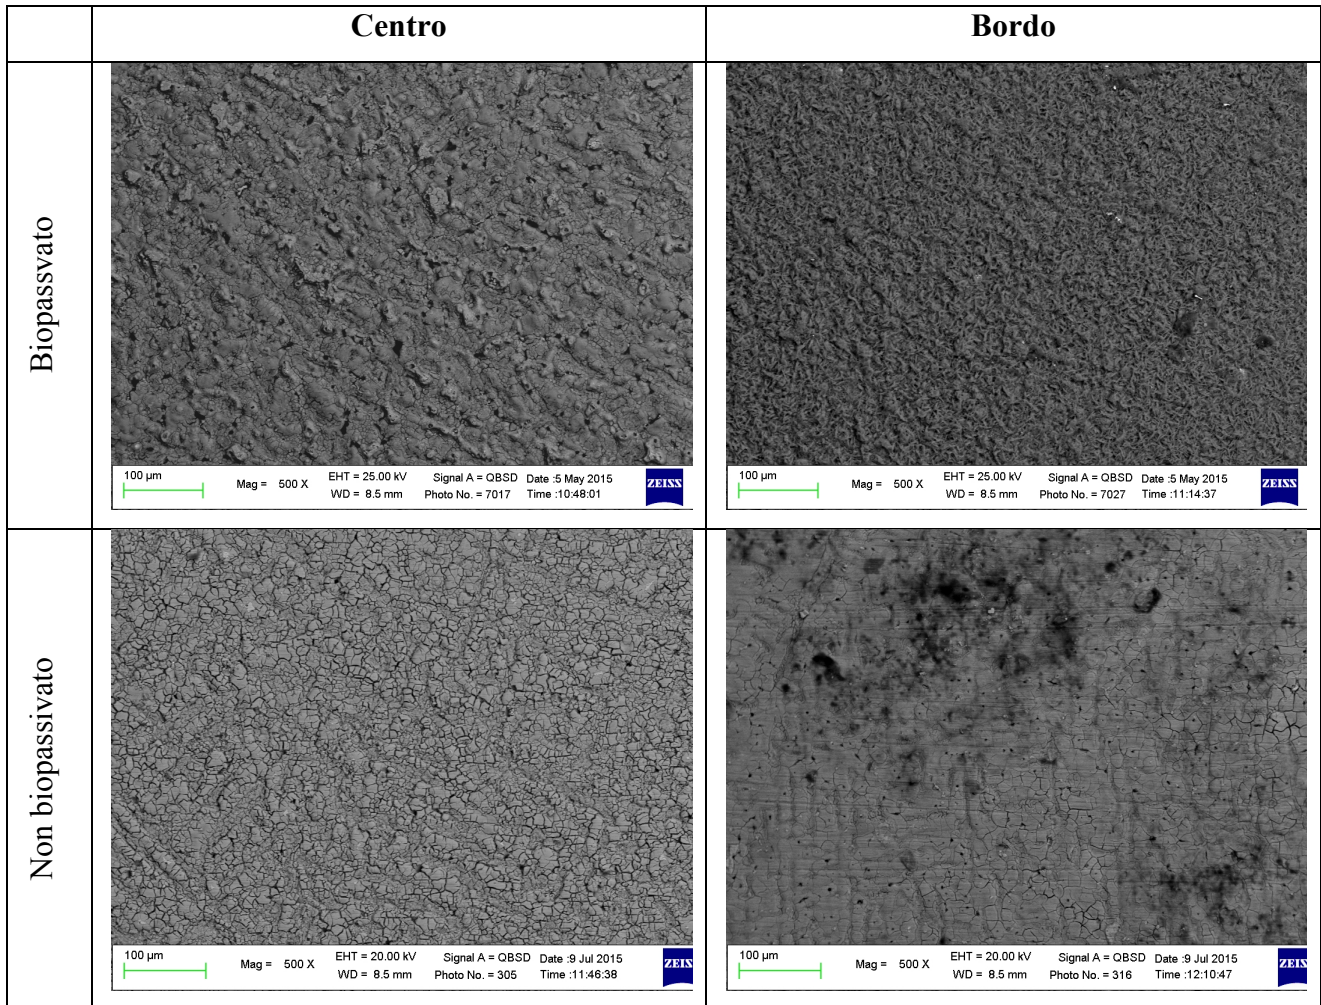 Centro
Bordo
Biopassvato
100 µm
Mag = 500 X
EHT = 25.00 kV
WD = 8.5 mm
Signal A = QBSD
Photo No. = 7017
Date :5 May 2015
Time :10:48:01
ZEISS
100 µm
Mag = 500 X
EHT = 25.00 kV
WD = 8.5 mm
Signal A = QBSD
Photo No. = 7027
Date :5 May 2015
Time :11:14:37
ZEISS
Non biopassivato
100 µm
Mag = 500 X
EHT = 20.00 kV
WD = 8.5 mm
Signal A = QBSD
Photo No. = 305
Date :9 Jul 2015
Time :11:46:38
ZEIS
100 µm
Mag = 500 X
EHT = 20.00 kV
WD = 8.5 mm
Signal A = QBSD
Photo No. = 316
Date :9 Jul 2015
Time :12:10:47
ZEIS